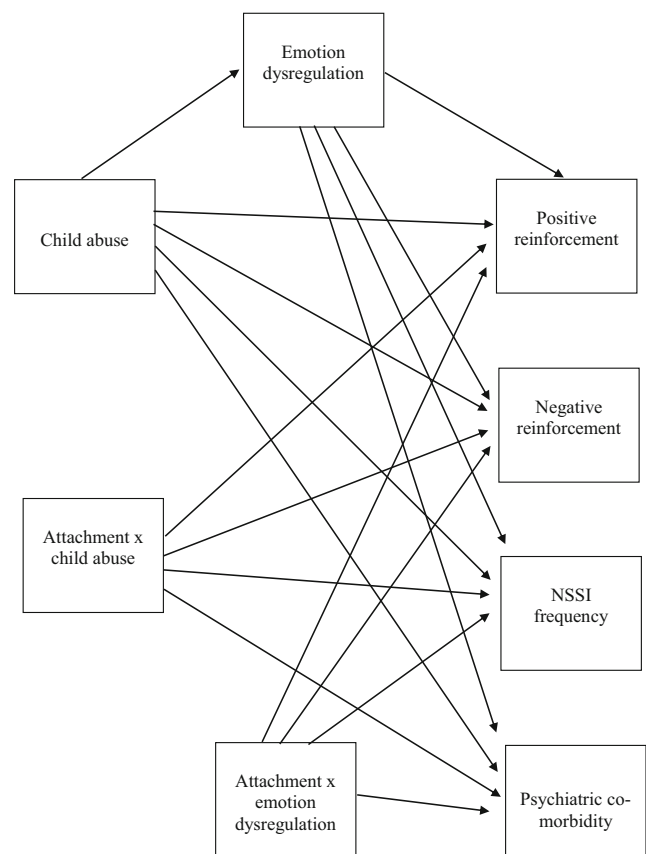 Emotion
dysregulation
Child abuse
Positive
reinforcement
Negative
reinforcement
Attachment x
child abuse
NSSI
frequency
Attachment x
emotion
dysregulation
Psychiatric co-
morbidity